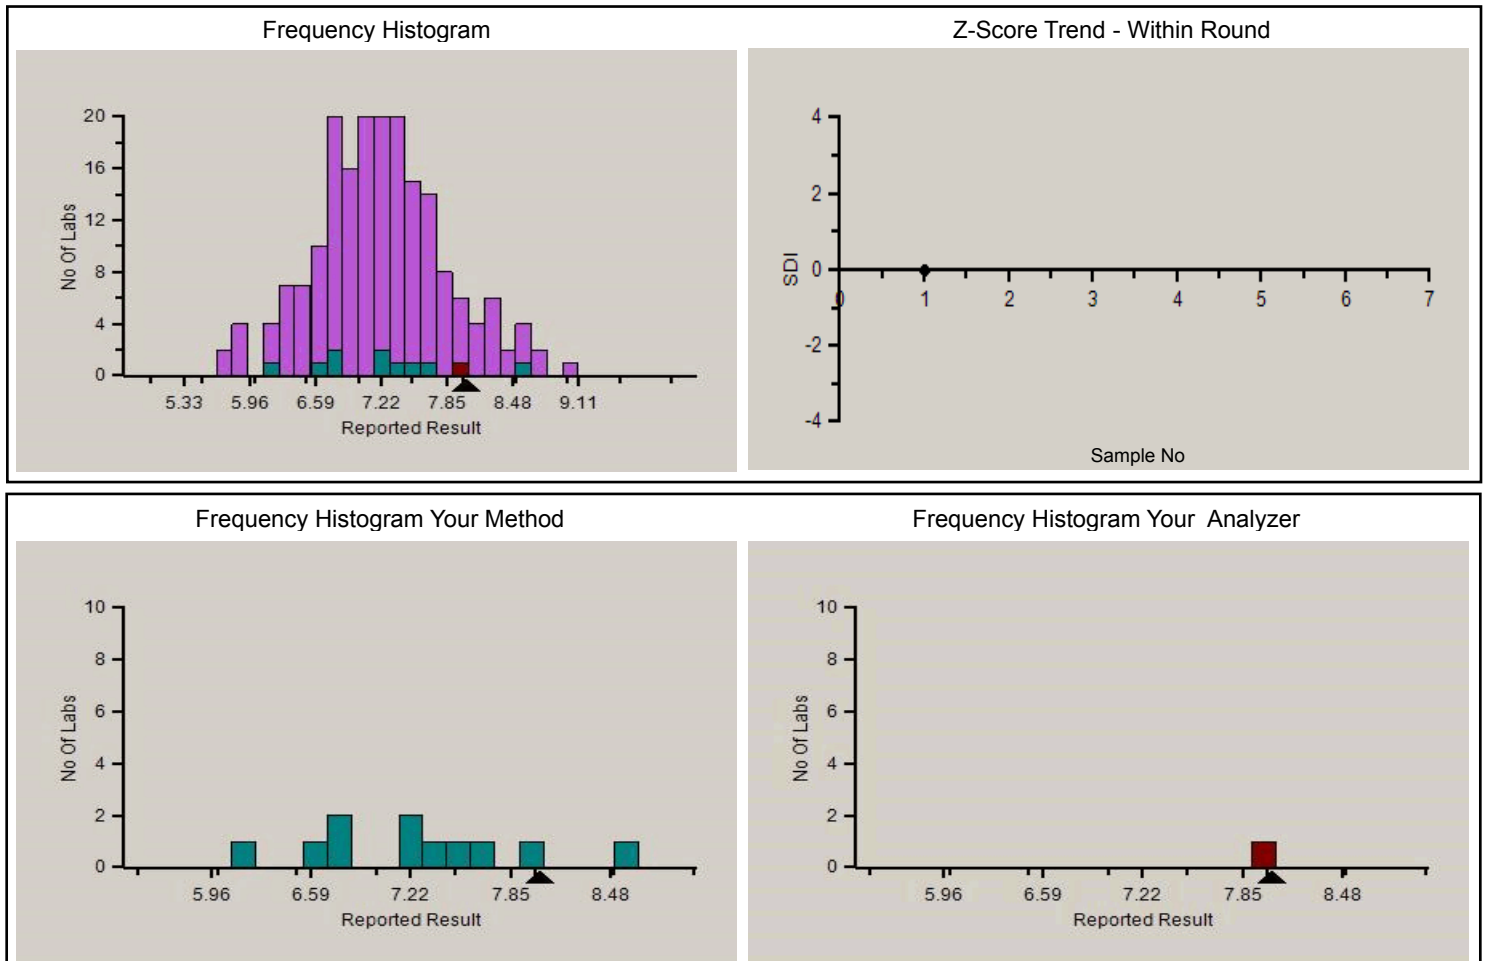 Frequency Histogram
20
16
12
8
4
0
No Of Labs
5.33 5.96 6.59 7.22 7.85 8.48 9.11
Reported Result
Z-Score Trend - Within Round
4
2
0
-2
-4
SDI
0 1 2 3 4 5 6 7
Sample No
Frequency Histogram Your Method
10
8
6
4
2
0
No Of Labs
5.96 6.59 7.22 7.85 8.48
Reported Result
Frequency Histogram Your Analyzer
10
8
6
4
2
0
No Of Labs
5.96 6.59 7.22 7.85 8.48
Reported Result